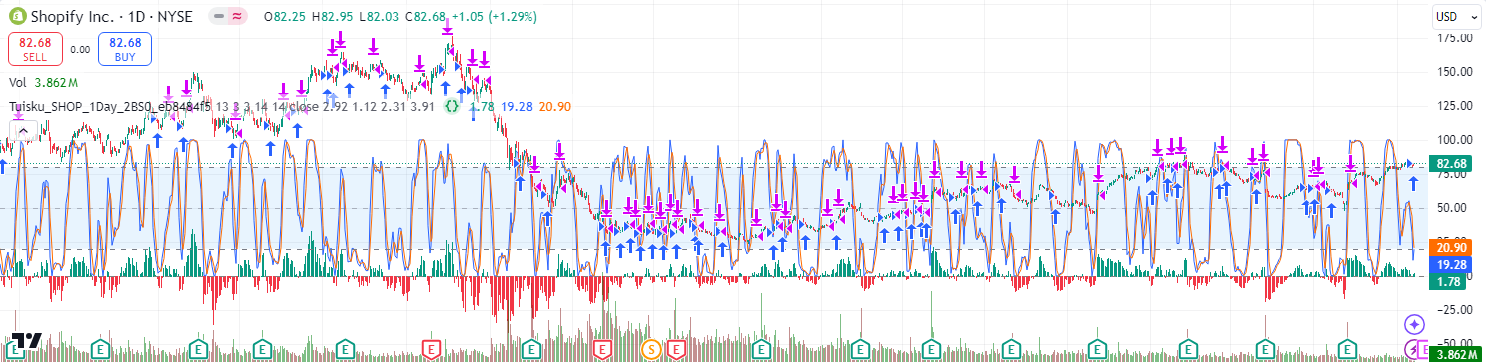 Shopify Inc. · 1D · NYSE O82.25 H82.95 L82.03 C82.68 +1.05 (+1.29%)
USD
82.68 SELL
0.00
82.68 BUY
Vol 3.862M
Tuisku_SHOP_1Day_2BS0_eb8484f5 13 3 3 14 14 close 2.92 1.12 2.31 3.91 {} 1.78 19.28 20.90
175.00
150.00
125.00
100.00
82.68
75.00
50.00
20.90
19.28
1.78
−25.00
−50
3.862M
E E E E E E E E S E E E E E E E E E E